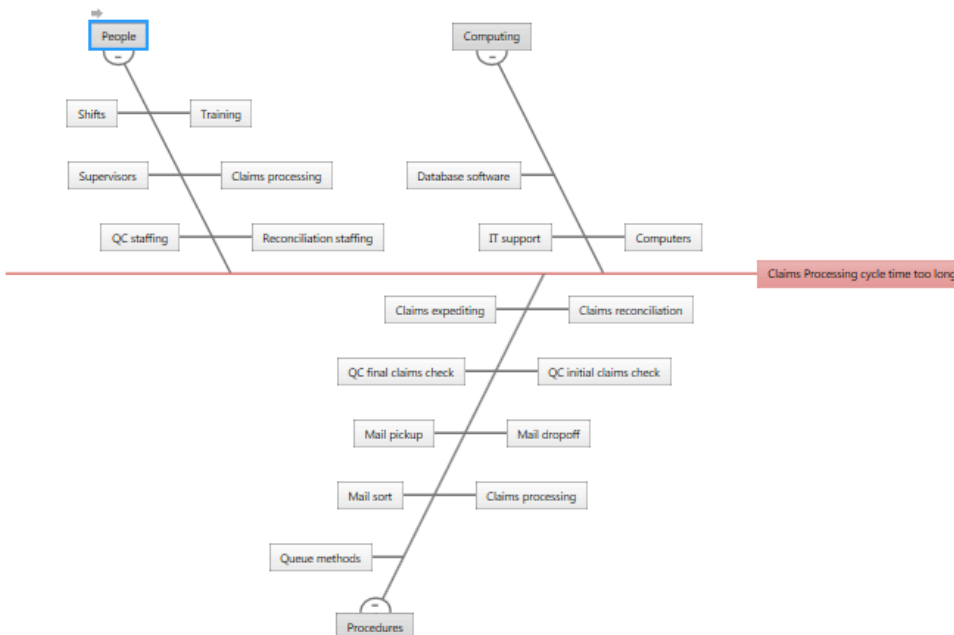 People
Computing
Shifts
Training
Supervisors
Claims processing
Database software
QC staffing
Reconciliation staffing
IT support
Computers
Claims Processing cycle time too long
Claims expediting
Claims reconciliation
QC final claims check
QC initial claims check
Mail pickup
Mail dropoff
Mail sort
Claims processing
Queue methods
Procedures